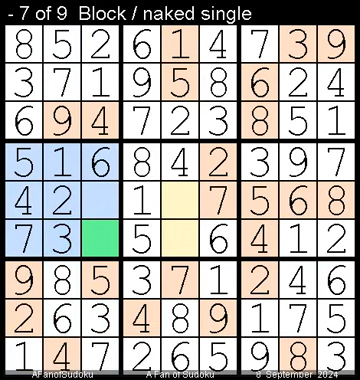 - 7 of 9 Block / naked single
8 5 2 6 1 4 7 3 9
3 7 1 9 5 8 6 2 4
6 9 4 7 2 3 8 5 1
5 1 6 8 4 2 3 9 7
4 2 1 7 5 6 8
7 3 5 6 4 1 2
9 8 5 3 7 1 2 4 6
2 6 3 4 8 9 1 7 5
1 4 7 2 6 5 9 8 3
AFanofSudoku A Fan of Sudoku 8 September 2024